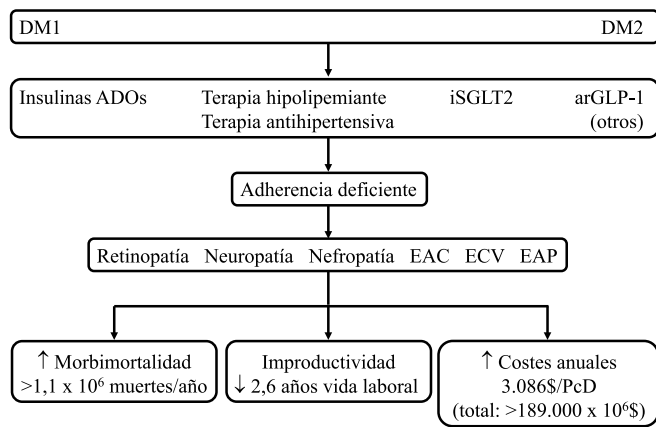 DM1 DM2
Insulinas ADOs Terapia hipolipemiante iSGLT2 arGLP-1
Terapia antihipertensiva (otros)
Adherencia deficiente
Retinopatía Neuropatía Nefropatía EAC ECV EAP
↑ Morbimortalidad
>1,1 x 10⁶ muertes/año
Improductividad
↓ 2,6 años vida laboral
↑ Costes anuales
3.086$/PcD
(total: >189.000 x 10⁶$)